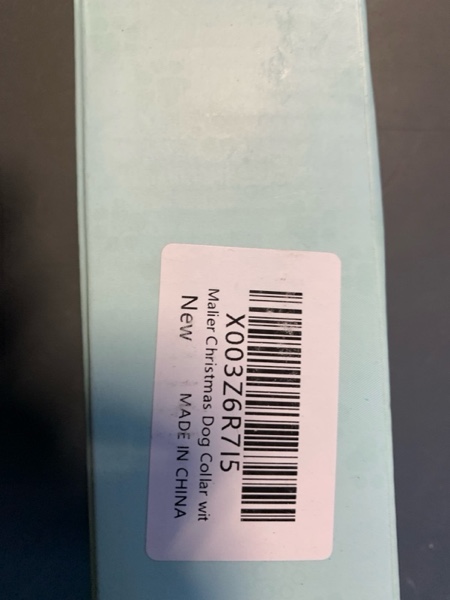 X003Z6R7I5
Malier Christmas Dog Collar wit
New MADE IN CHINA